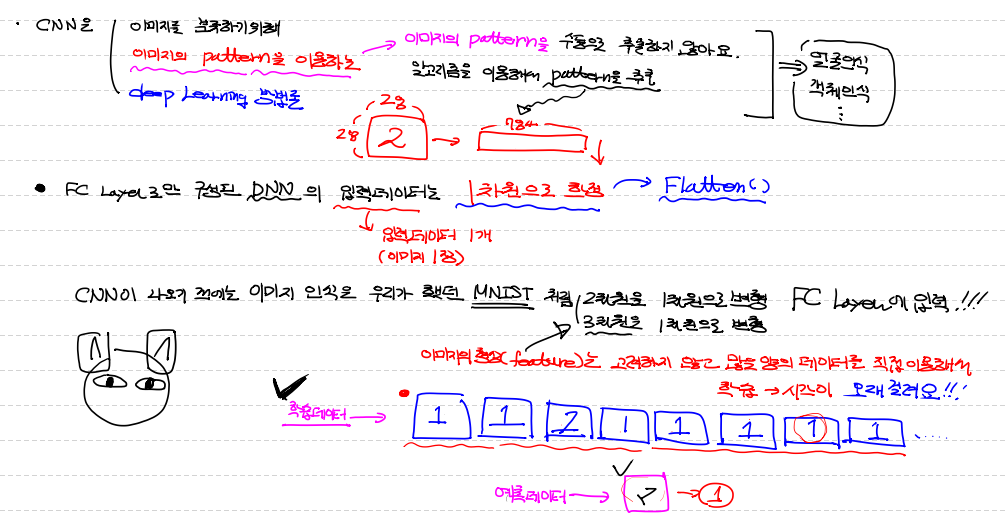 · CNN은 이미지를 분류하기위해
이미지의 pattern을 이용하는 → 이미지의 pattern을 수동으로 추출하지 않아요.
알고리즘을 이용해서 pattern을 추출
deep Learning 방법론
얼굴인식
객체인식
⋮
28
28 2 → 784
• FC Layer로만 구성된 DNN의 입력데이터는 1차원으로 한정 → Flatten()
입력데이터 1개
(이미지 1장)
CNN이 나오기 전에는 이미지 인식은 우리가 했던 MNIST 처럼 2차원을 1차원으로 변형 FC Layer에 입력!!!
3차원을 1차원으로 변형
이미지의 특징(feature)는 고려하지 않고 많은 양의 데이터를 직접이용해서
학습 → 시간이 오래걸려요!!!
학습데이터 → 1 1 2 1 1 1 1 1 .....
예측데이터 → 2 → 1